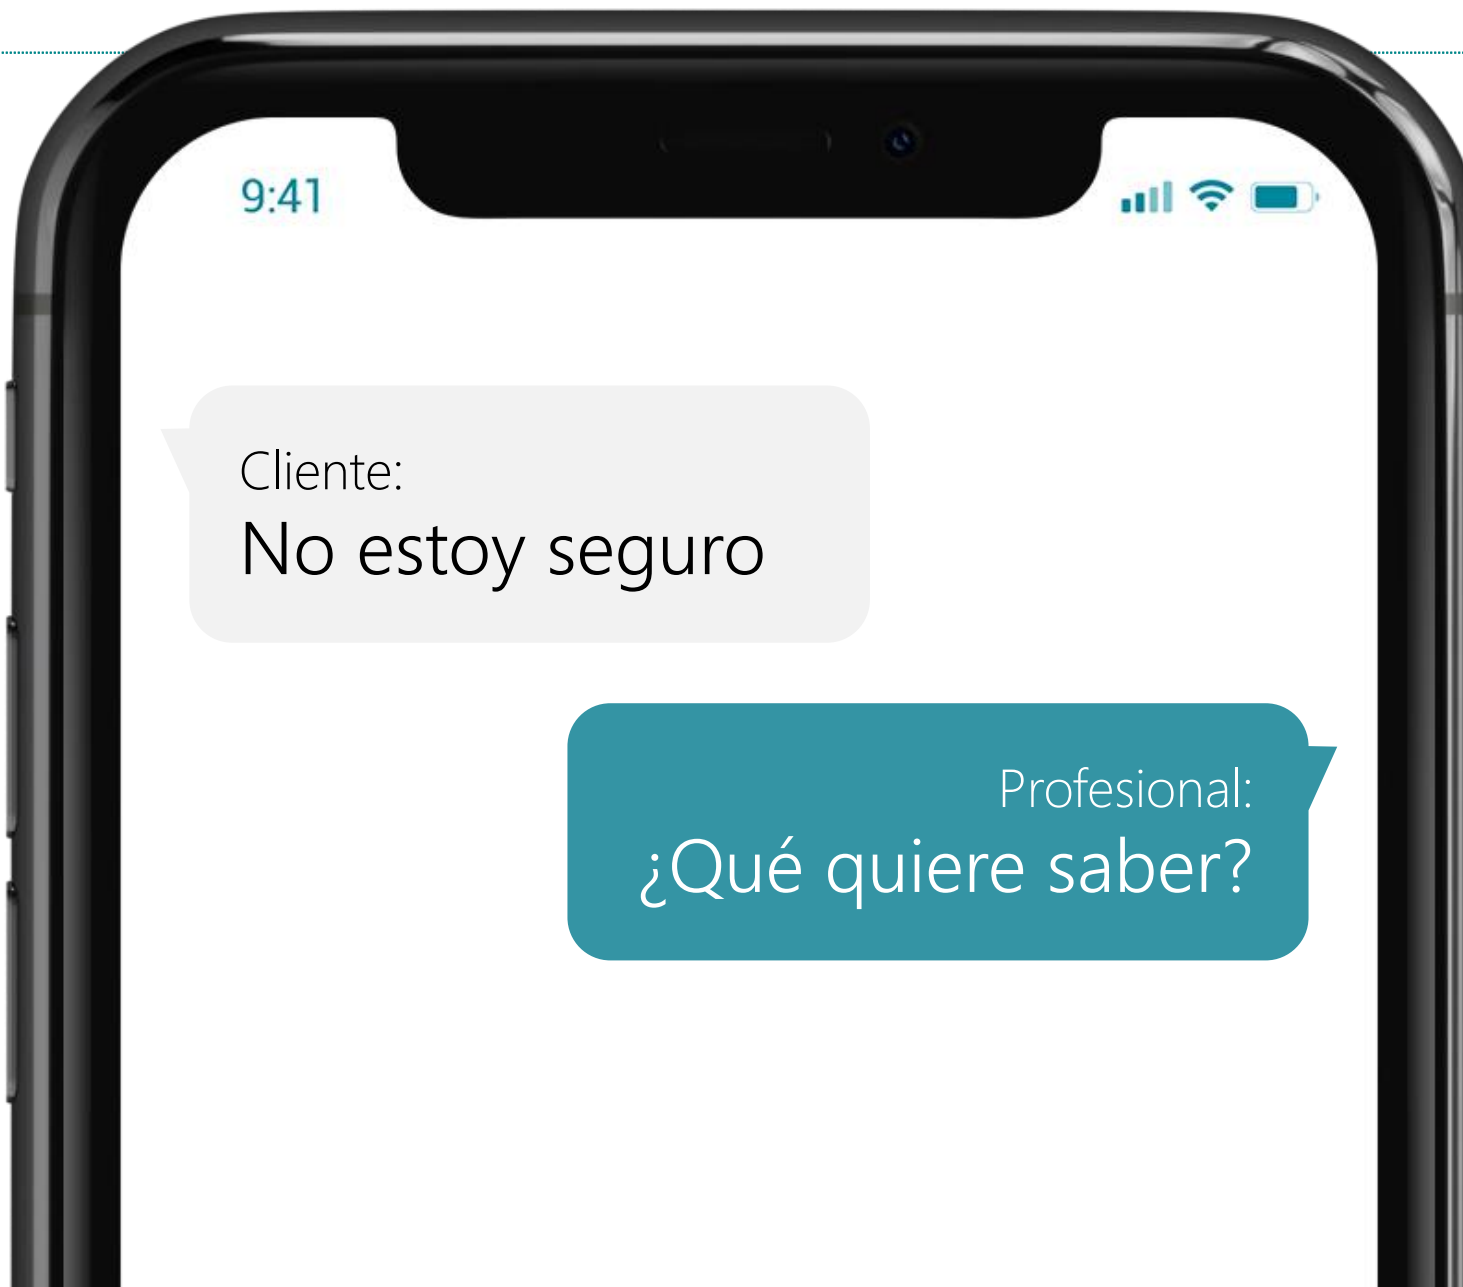 9:41
Cliente:
No estoy seguro
Profesional:
¿Qué quiere saber?